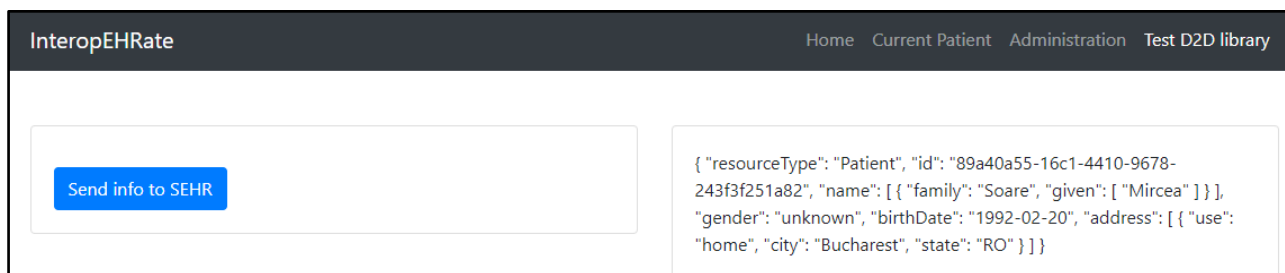 InteropEHRate
Home Current Patient Administration Test D2D library
Send info to SEHR
{ "resourceType": "Patient", "id": "89a40a55-16c1-4410-9678-
243f3f251a82", "name": [ { "family": "Soare", "given": [ "Mircea" ] } ],
"gender": "unknown", "birthDate": "1992-02-20", "address": [ { "use":
"home", "city": "Bucharest", "state": "RO" } ] }